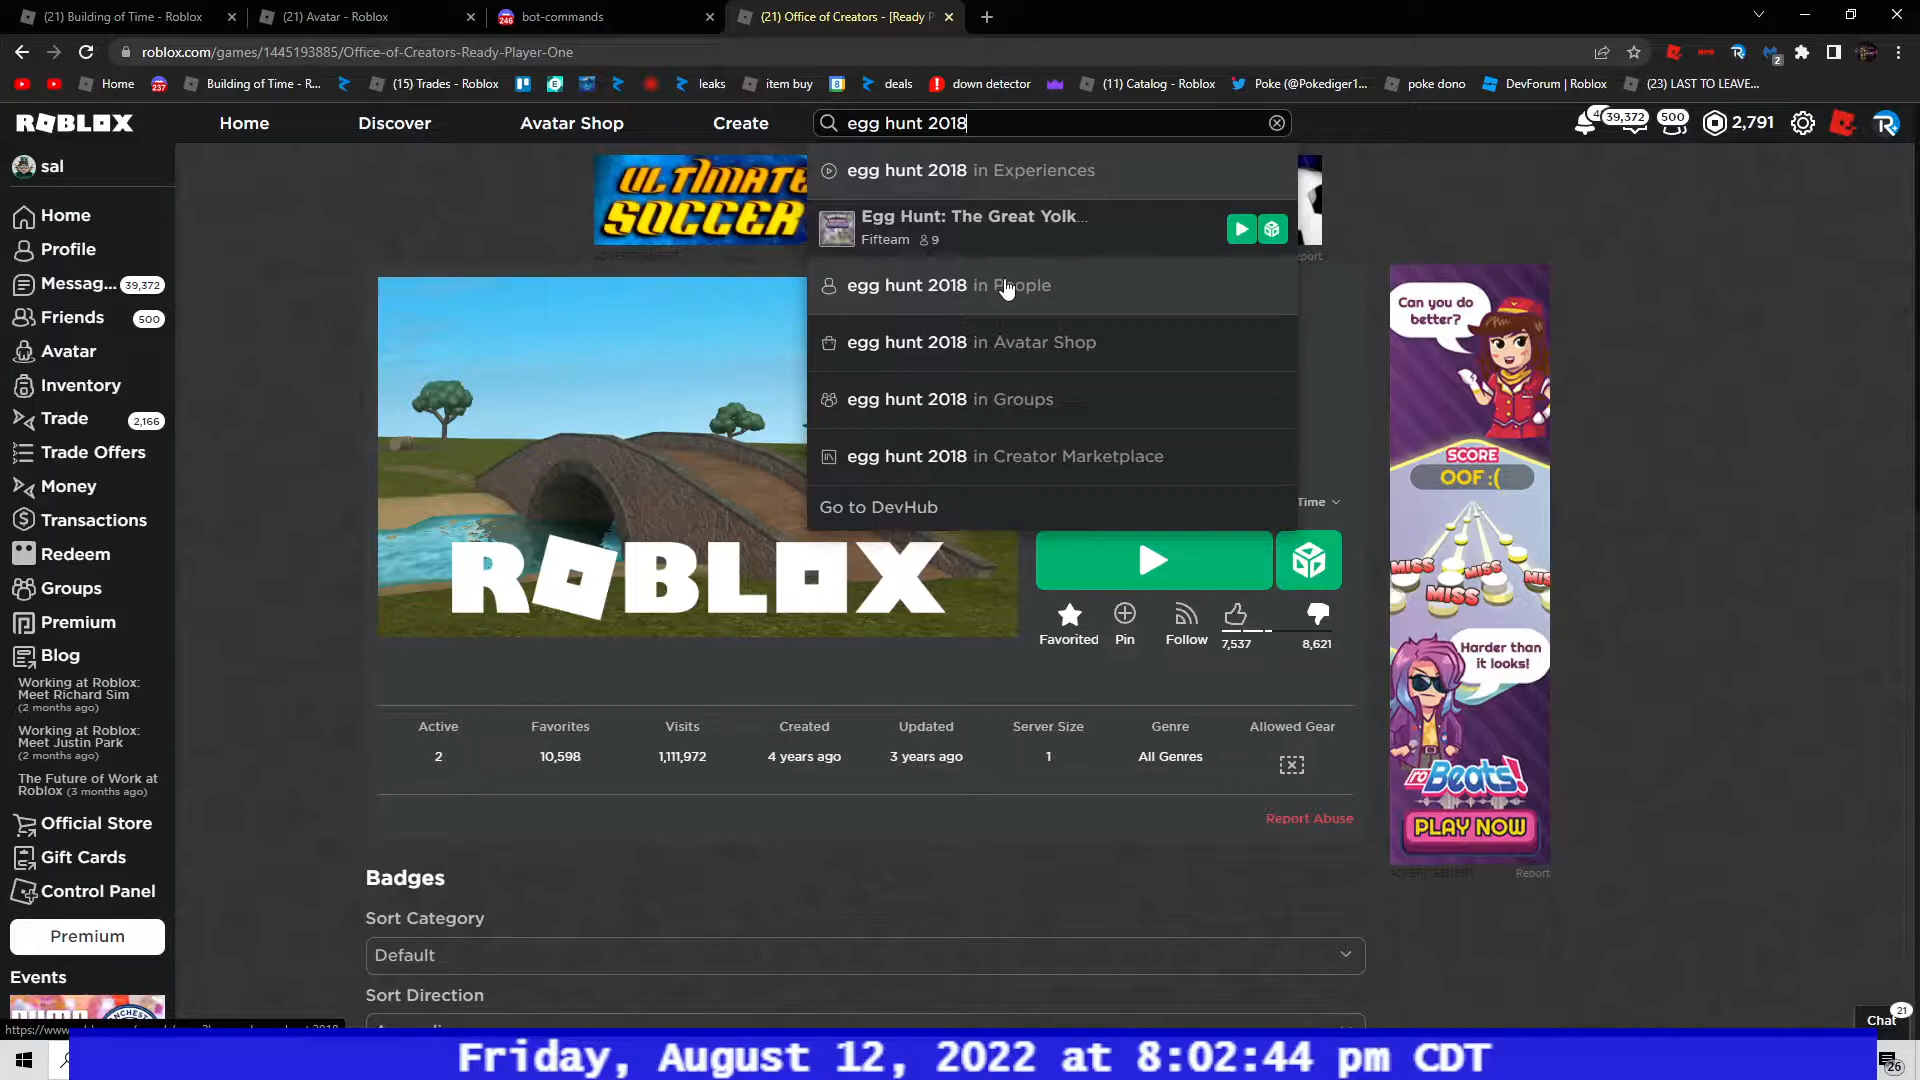 (21) Building of Time - Roblox
(21) Avatar - Roblox
bot-commands
(21) Office of Creators - [Ready P
roblox.com/games/1445193885/Office-of-Creators-Ready-Player-One
Home
Building of Time - R...
(15) Trades - Roblox
leaks
item buy
deals
down detector
(11) Catalog - Roblox
Poke (@Pokediger1...
poke dono
DevForum | Roblox
(23) LAST TO LEAVE...
ROBLOX
Home
Discover
Avatar Shop
Create
egg hunt 2018
39,372
500
2,791
sal
Home
Profile
Messag... 39,372
Friends 500
Avatar
Inventory
Trade 2,166
Trade Offers
Money
Transactions
Redeem
Groups
Premium
Blog
Working at Roblox:
Meet Richard Sim
(2 months ago)
Working at Roblox:
Meet Justin Park
(2 months ago)
The Future of Work at
Roblox (3 months ago)
Official Store
Gift Cards
Control Panel
Premium
Events
ULTIMATE
SOCCER
egg hunt 2018 in Experiences
Egg Hunt: The Great Yolk...
Fifteam 9
egg hunt 2018 in People
egg hunt 2018 in Avatar Shop
egg hunt 2018 in Groups
egg hunt 2018 in Creator Marketplace
Go to DevHub
ROBLOX
Time
Favorited
Pin
Follow
7,537
8,621
Active
Favorites
Visits
Created
Updated
Server Size
Genre
Allowed Gear
2
10,598
1,111,972
4 years ago
3 years ago
1
All Genres
Report Abuse
Badges
Sort Category
Default
Sort Direction
Can you do
better?
SCORE
OOF :(
MISS
MISS
MISS
MISS
Harder than
it looks!
roBeats!
PLAY NOW
ADVERTISEMENT
Report
Chat
21
Friday, August 12, 2022 at 8:02:44 pm CDT
26